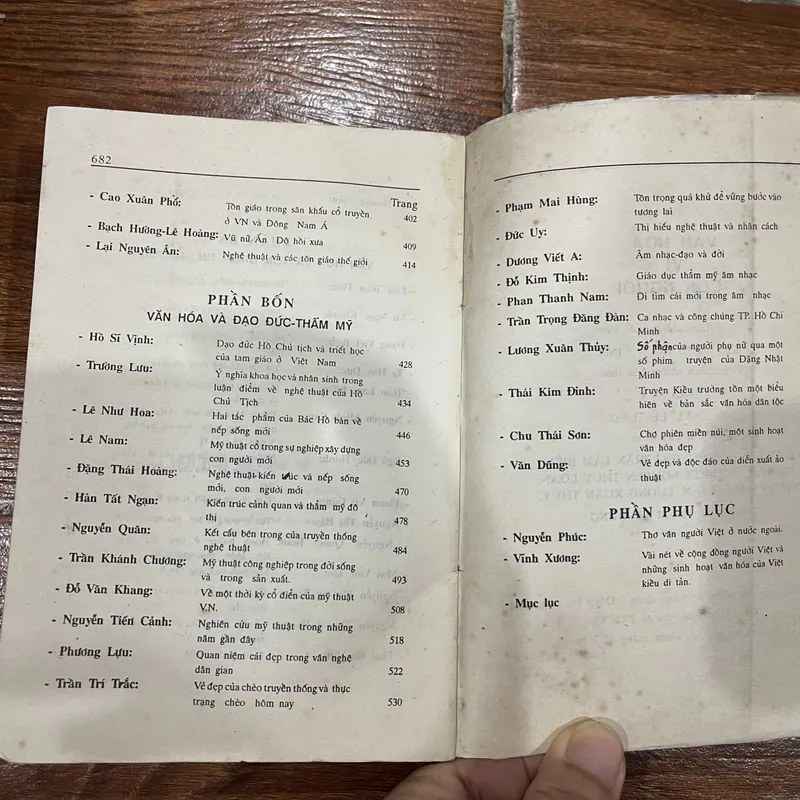 682
Trang
- Cao Xuân Phổ: Tôn giáo trong sân khấu cổ truyền
ở VN và Đông Nam Á 402
- Bạch Hường-Lê Hoàng: Vũ nữ Ấn Độ hồi xưa 409
- Lại Nguyên Ân: Nghệ thuật và các tôn giáo thế giới 414
PHẦN BỐN
VĂN HÓA VÀ ĐẠO ĐỨC-THẨM MỸ
- Hồ Sĩ Vịnh: Đạo đức Hồ Chủ tịch và triết học
của tam giáo ở Việt Nam 428
- Trường Lưu: Ý nghĩa khoa học và nhân sinh trong
luận điểm về nghệ thuật của Hồ
Chủ Tịch 434
- Lê Như Hoa: Hai tác phẩm của Bác Hồ bàn về
nếp sống mới 446
- Lê Nam: Mỹ thuật cổ trong sự nghiệp xây dựng
con người mới 453
- Đặng Thái Hoàng: Nghệ thuật kiến trúc và nếp sống
mới, con người mới 470
- Hàn Tất Ngạn: Kiến trúc cảnh quan và thẩm mỹ đô
thị 478
- Nguyễn Quân: Kết cấu bên trong của truyền thống
nghệ thuật 484
- Trần Khánh Chương: Mỹ thuật công nghiệp trong đời sống
và trong sản xuất. 493
- Đỗ Văn Khang: Về một thời kỳ cổ điển của mỹ thuật
V.N. 508
- Nguyễn Tiến Cảnh: Nghiên cứu mỹ thuật trong những
năm gần đây 518
- Phương Lựu: Quan niệm cái đẹp trong văn nghệ
dân gian 522
- Trần Trí Trắc: Vẻ đẹp của chèo truyền thống và thực
trạng chèo hôm nay 530
- Phạm Mai Hùng: Tôn trọng quá khứ để vững bước vào
tương lai
- Đức Uy: Thị hiếu nghệ thuật và nhân cách
- Dương Viết Á: Âm nhạc-đạo và đời
- Đỗ Kim Thịnh: Giáo dục thẩm mỹ âm nhạc
- Phan Thanh Nam: Đi tìm cái mới trong âm nhạc
- Trần Trọng Đăng Đàn: Ca nhạc và công chúng TP. Hồ Chí
Minh
- Lương Xuân Thủy: Số phận của người phụ nữ qua một
số phim truyện của Đặng Nhật
Minh
- Thái Kim Đỉnh: Truyện Kiều trường tồn một biểu
hiện về bản sắc văn hóa dân tộc
- Chu Thái Sơn: Chợ phiên miền núi, một sinh hoạt
văn hóa đẹp
- Văn Dũng: Vẻ đẹp và độc đáo của diễn xuất ảo
thuật
PHẦN PHỤ LỤC
- Nguyễn Phúc: Thơ văn người Việt ở nước ngoài.
- Vĩnh Xương: Vài nét về cộng đồng người Việt và
những sinh hoạt văn hóa của Việt
kiều di tản.
- Mục lục